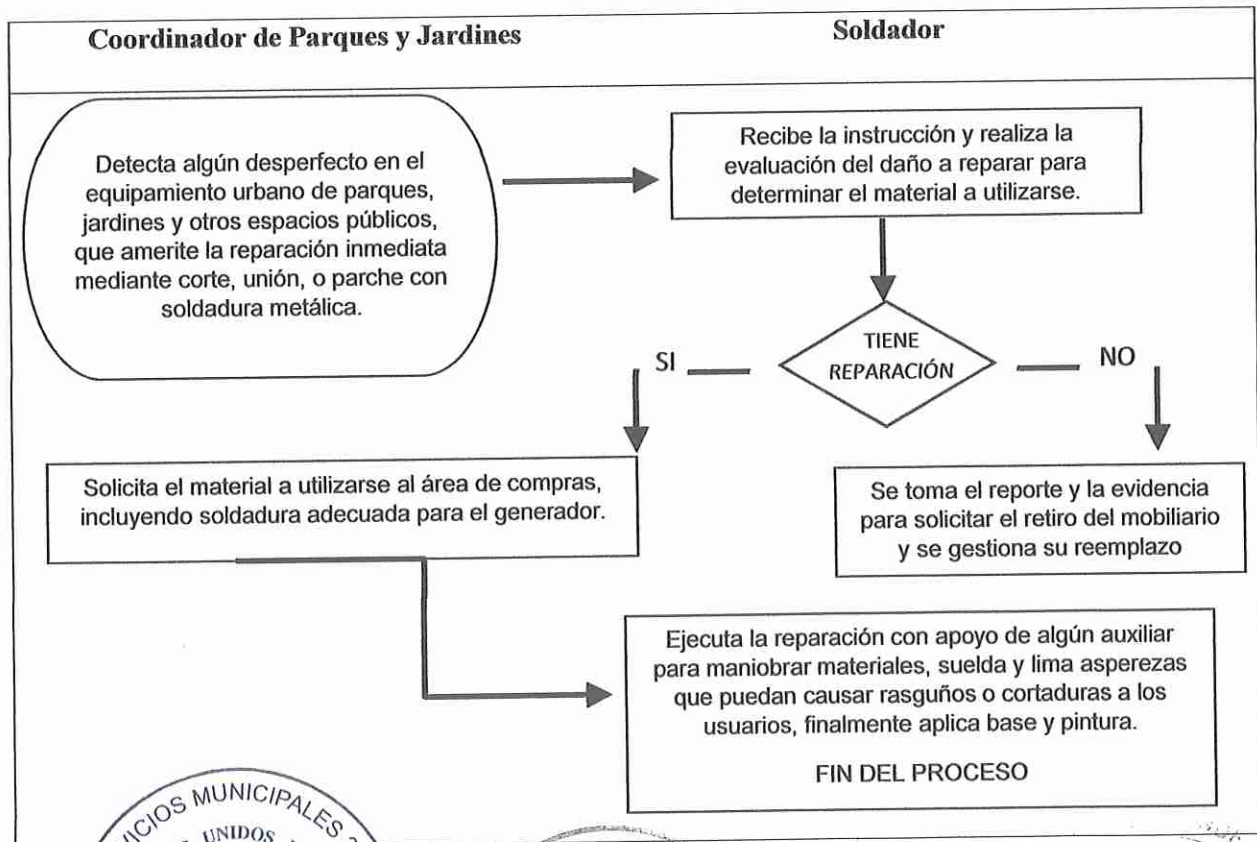 Coordinador de Parques y Jardines
Soldador
Detecta algún desperfecto en el
equipamiento urbano de parques,
jardines y otros espacios públicos,
que amerite la reparación inmediata
mediante corte, unión, o parche con
soldadura metálica.
Recibe la instrucción y realiza la
evaluación del daño a reparar para
determinar el material a utilizarse.
TIENE
REPARACIÓN
SI
NO
Solicita el material a utilizarse al área de compras,
incluyendo soldadura adecuada para el generador.
Se toma el reporte y la evidencia
para solicitar el retiro del mobiliario
y se gestiona su reemplazo
Ejecuta la reparación con apoyo de algún auxiliar
para maniobrar materiales, suelda y lima asperezas
que puedan causar rasguños o cortaduras a los
usuarios, finalmente aplica base y pintura.
FIN DEL PROCESO
MUNICIPALES
UNIDOS